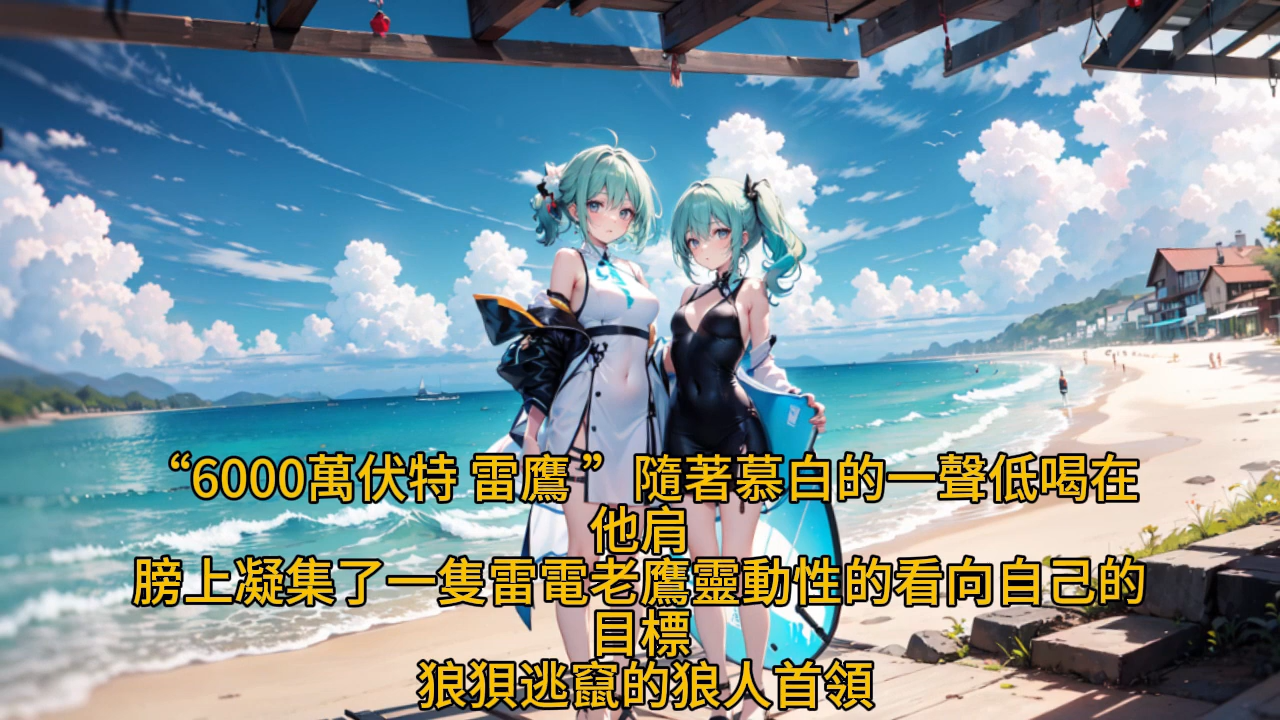 “6000萬伏特 雷鷹 ” 隨著慕白的一聲低喝在
他肩
膀上凝集了一隻雷電老鷹靈動性的看向自己的
目標
狼狽逃竄的狼人首領